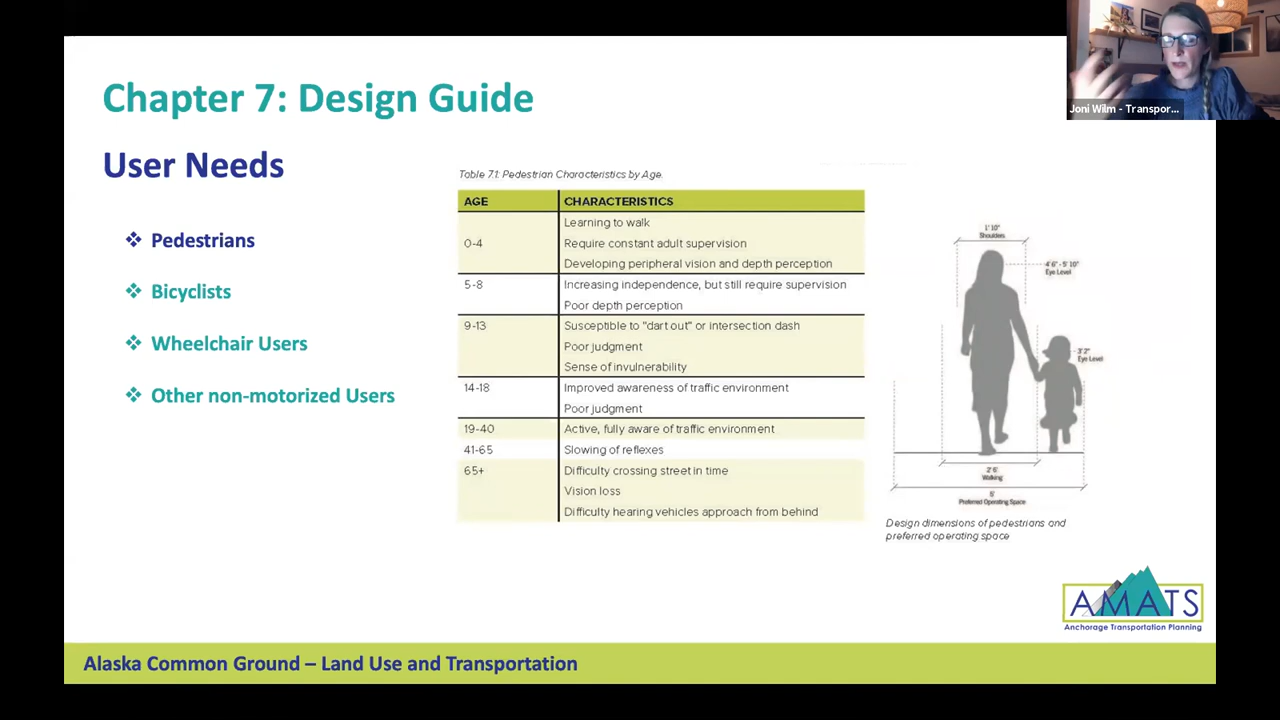 Chapter 7: Design Guide
Joni Wilm - Transpor...
User Needs
❖ Pedestrians
❖ Bicyclists
❖ Wheelchair Users
❖ Other non-motorized Users
Table 7.1: Pedestrian Characteristics by Age.
AGE CHARACTERISTICS
0-4 Learning to walk
Require constant adult supervision
Developing peripheral vision and depth perception
5-8 Increasing independence, but still require supervision
Poor depth perception
9-13 Susceptible to "dart out" or intersection dash
Poor judgment
Sense of invulnerability
14-18 Improved awareness of traffic environment
Poor judgment
19-40 Active, fully aware of traffic environment
41-65 Slowing of reflexes
65+ Difficulty crossing street in time
Vision loss
Difficulty hearing vehicles approach from behind
1' 10"
Shoulders
4' 6" - 5' 10"
Eye Level
3' 2"
Eye Level
2' 6"
Walking
5'
Preferred Operating Space
Design dimensions of pedestrians and
preferred operating space
AMATS
Anchorage Transportation Planning
Alaska Common Ground – Land Use and Transportation